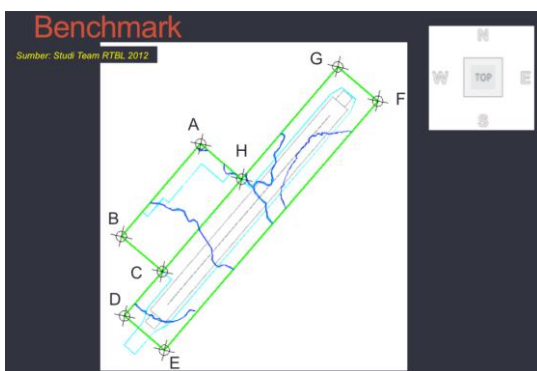 Benchmark
Sumber: Studi Team RTBL 2012
N
W TOP E
S
G
F
A
H
B
C
D
E